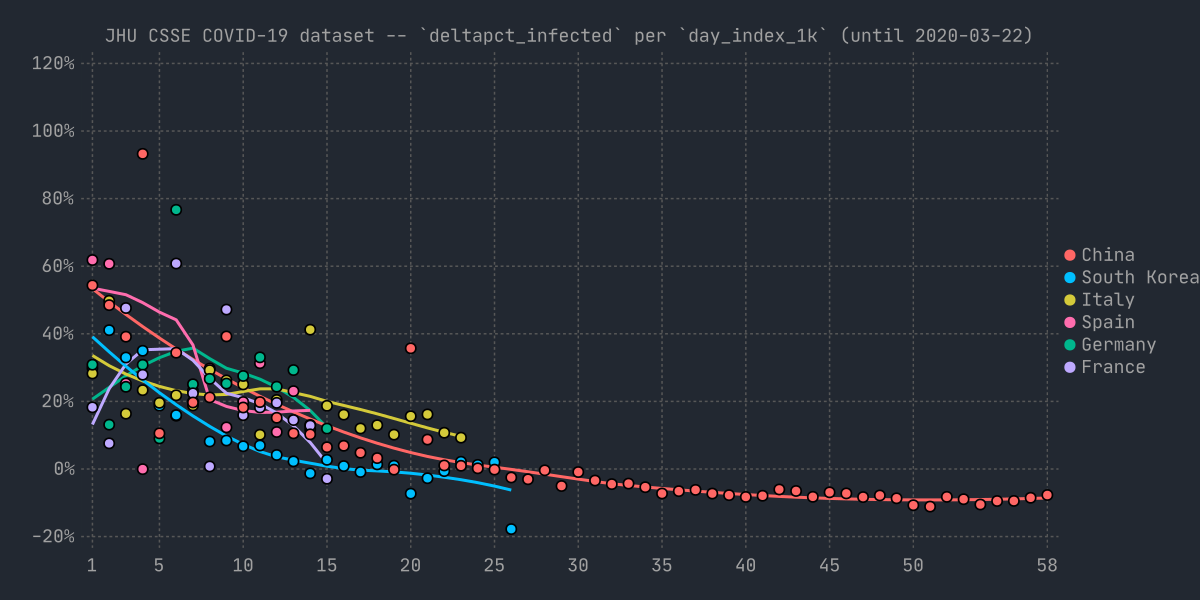 JHU CSSE COVID-19 dataset -- `deltapct_infected` per `day_index_1k` (until 2020-03-22)
120%
100%
80%
60%
40%
20%
0%
-20%
1 5 10 15 20 25 30 35 40 45 50 58
China
South Korea
Italy
Spain
Germany
France